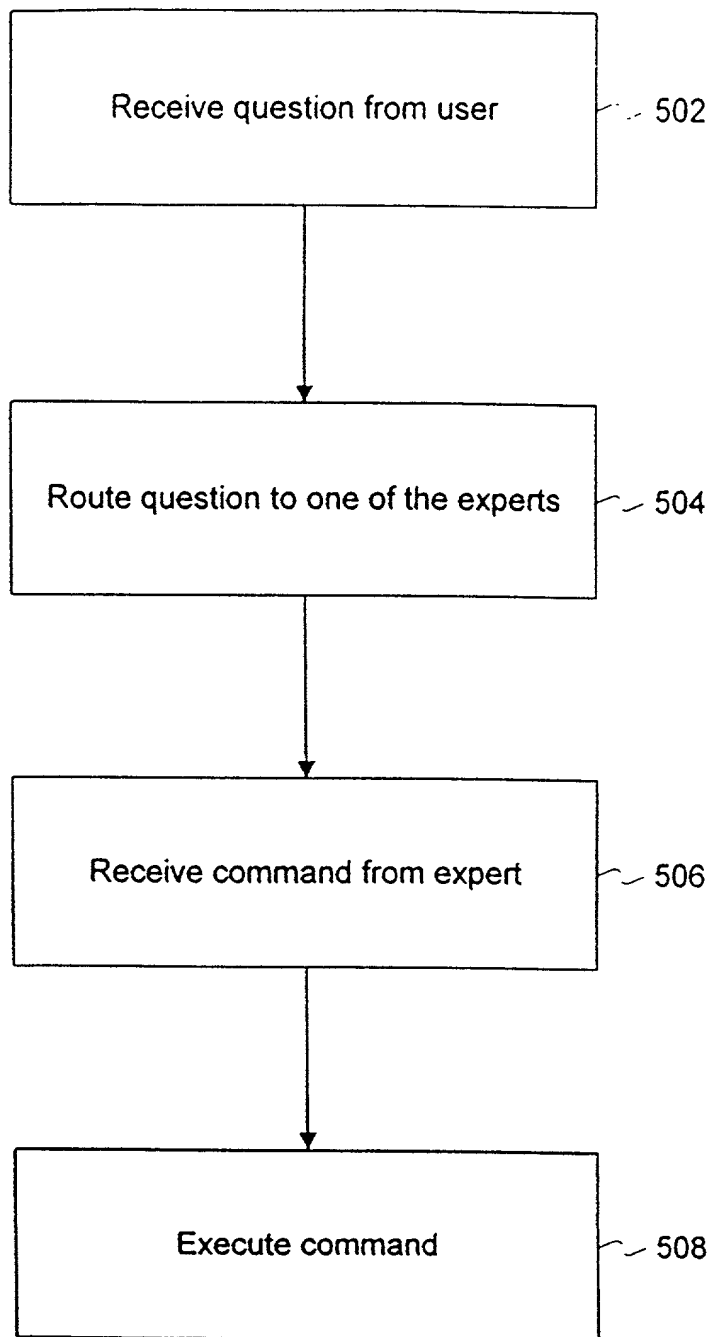 Receive question from user
502
Route question to one of the experts
504
Receive command from expert
506
Execute command
508